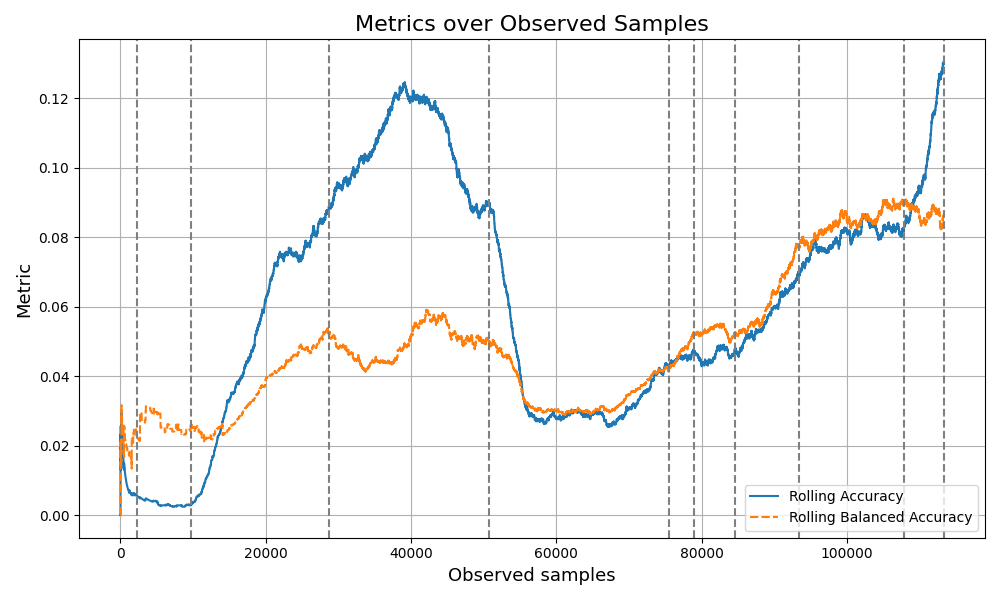 Metrics over Observed Samples
Metric
0.12
0.10
0.08
0.06
0.04
0.02
0.00
0
20000
40000
60000
80000
100000
Observed samples
Rolling Accuracy
Rolling Balanced Accuracy